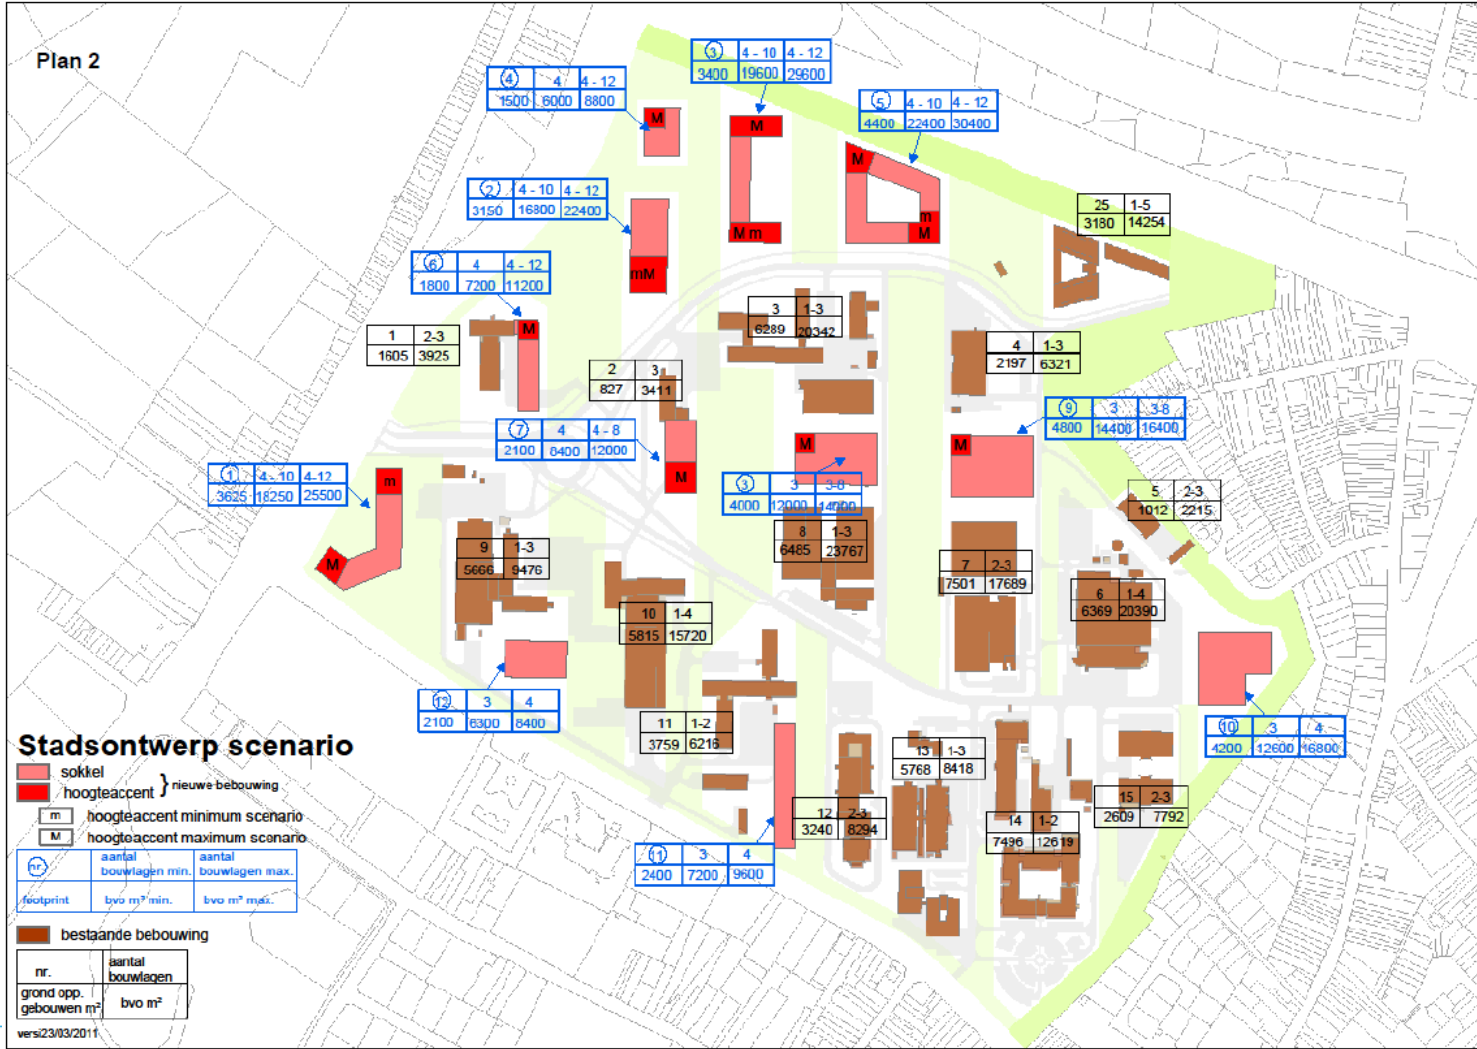 Plan 2
3 4 - 10 4 - 12
3400 19600 29600
4 4 4 - 12
1500 6000 8800
5 4 - 10 4 - 12
4400 22400 30400
M
M
M
2 4 - 10 4 - 12
3150 16800 22400
25 1-5
3180 14254
M m
m
M
6 4 4 - 12
1800 7200 11200
mM
3 1-3
6289 20342
1 2-3
1605 3925
M
4 1-3
2197 6321
2 3
827 3411
9 3 3-8
4800 14400 16400
7 4 4 - 8
2100 8400 12000
M
M
1 4 - 10 4-12
3625 18250 25500
m
M
3 3 3-8
4000 12000 14000
5 2-3
1012 2215
8 1-3
6485 23767
9 1-3
5666 9476
M
7 2-3
7501 17689
6 1-4
6369 20390
10 1-4
5815 15720
12 3 4
2100 6300 8400
11 1-2
3759 6216
10 3 4
4200 12600 16800
13 1-3
5768 8418
15 2-3
2609 7792
12 2-3
3240 8294
14 1-2
7496 12619
11 3 4
2400 7200 9600
Stadsontwerp scenario
sokkel
hoogteaccent } nieuwe bebouwing
m hoogteaccent minimum scenario
M hoogteaccent maximum scenario
nr. aantal bouwlagen min. aantal bouwlagen max.
footprint bvo m² min. bvo m² max.
bestaande bebouwing
nr. aantal bouwlagen
grond opp. gebouwen m² bvo m²
versi23/03/2011